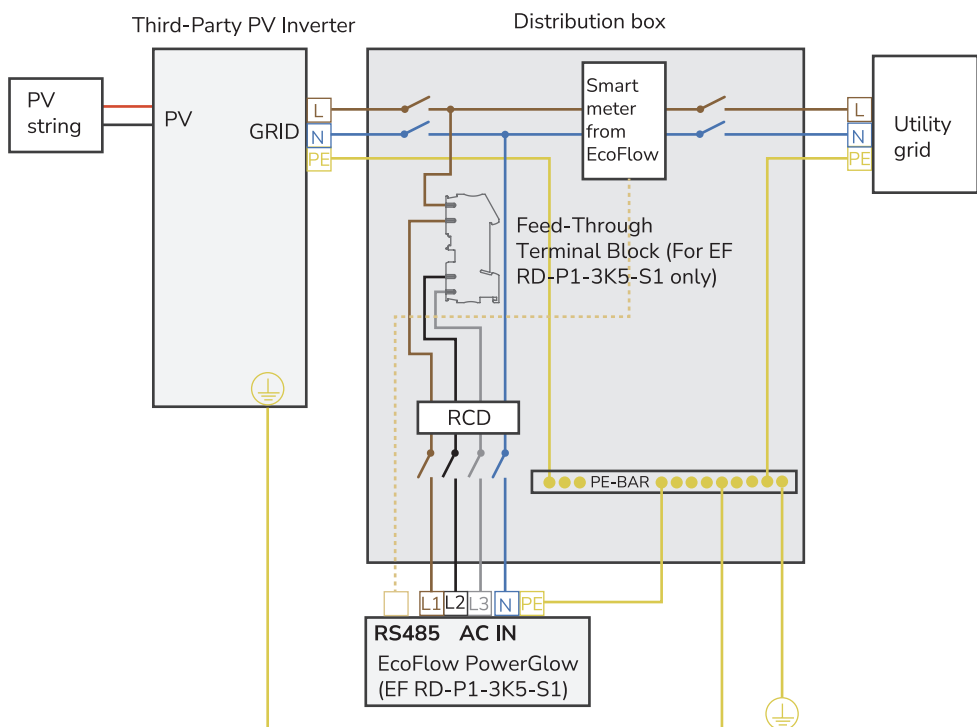 Third-Party PV Inverter
Distribution box
PV
string
PV
GRID
L
N
PE
Smart
meter
from
EcoFlow
L
N
PE
Utility
grid
Feed-Through
Terminal Block (For EF
RD-P1-3K5-S1 only)
RCD
PE-BAR
L1
L2
L3
N
PE
RS485 AC IN
EcoFlow PowerGlow
(EF RD-P1-3K5-S1)